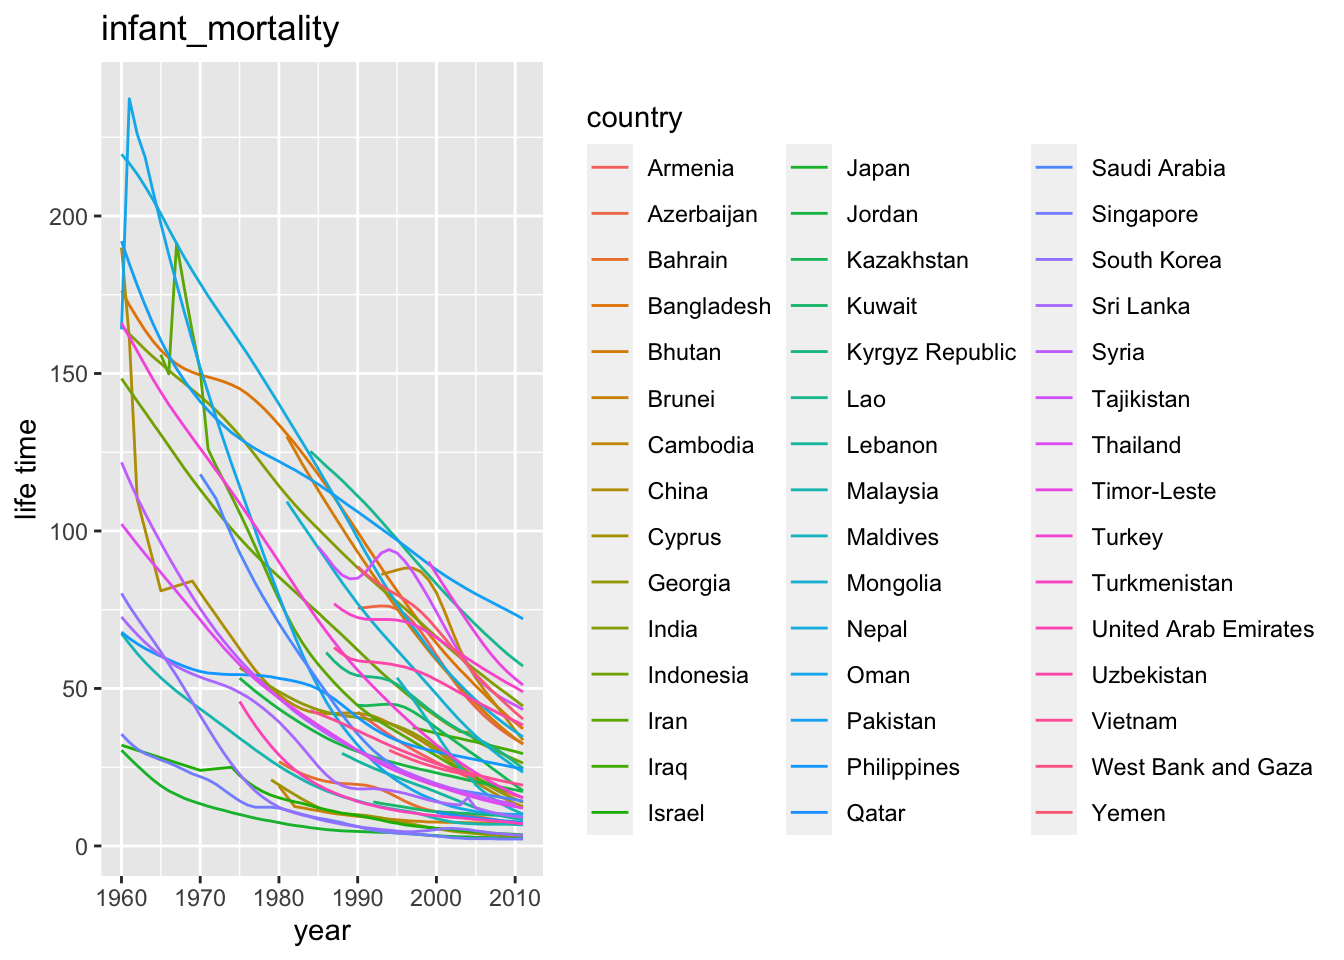 infant_mortality
life time
200
150
100
50
0
1960 1970 1980 1990 2000 2010
year
country
Armenia
Azerbaijan
Bahrain
Bangladesh
Bhutan
Brunei
Cambodia
China
Cyprus
Georgia
India
Indonesia
Iran
Iraq
Israel
Japan
Jordan
Kazakhstan
Kuwait
Kyrgyz Republic
Lao
Lebanon
Malaysia
Maldives
Mongolia
Nepal
Oman
Pakistan
Philippines
Qatar
Saudi Arabia
Singapore
South Korea
Sri Lanka
Syria
Tajikistan
Thailand
Timor-Leste
Turkey
Turkmenistan
United Arab Emirates
Uzbekistan
Vietnam
West Bank and Gaza
Yemen